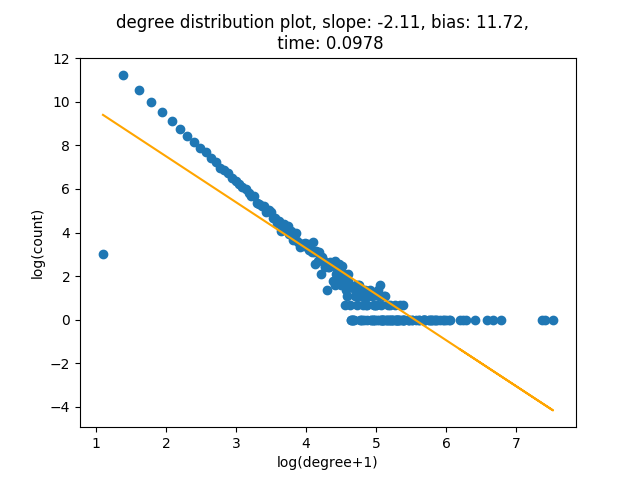 degree distribution plot, slope: -2.11, bias: 11.72,
time: 0.0978
12
10
8
6
4
2
0
−2
−4
log(count)
1 2 3 4 5 6 7
log(degree+1)